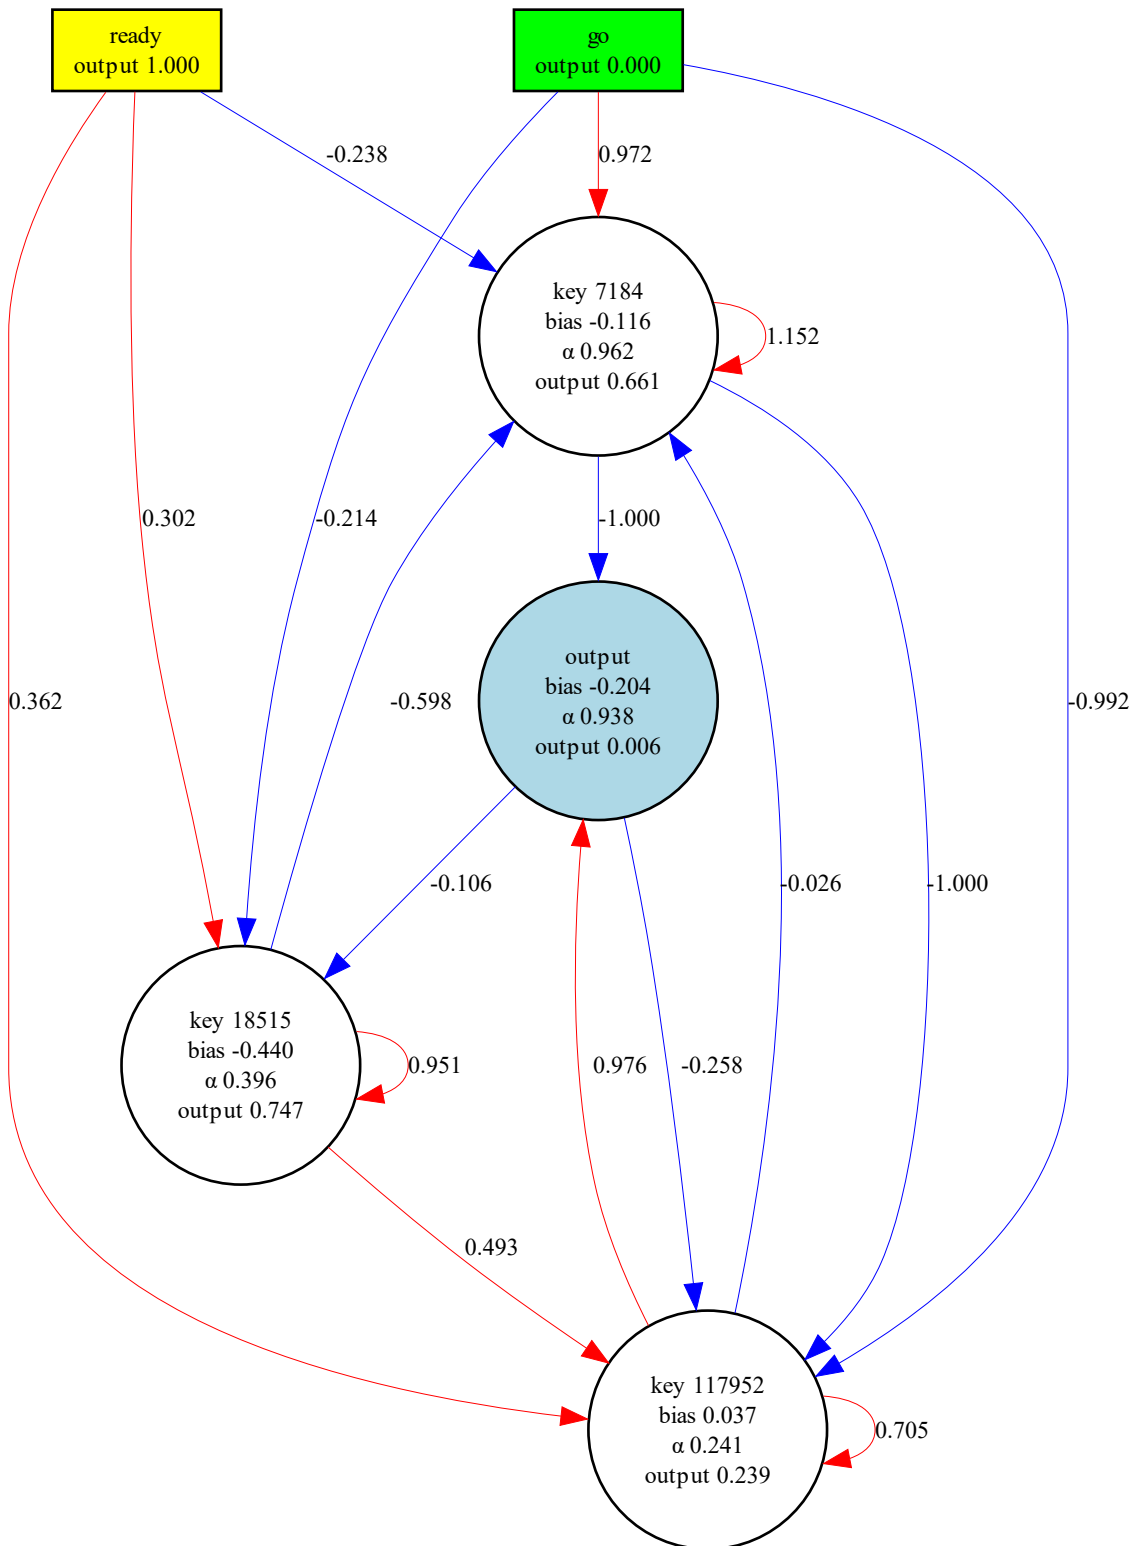 ready
output 1.000
go
output 0.000
-0.238
0.972
key 7184
bias -0.116
α 0.962
output 0.661
1.152
0.302
-0.214
-1.000
output
bias -0.204
α 0.938
output 0.006
0.362
-0.598
-0.992
-0.106
-0.026
-1.000
key 18515
bias -0.440
α 0.396
output 0.747
0.951
0.976
-0.258
0.493
key 117952
bias 0.037
α 0.241
output 0.239
0.705